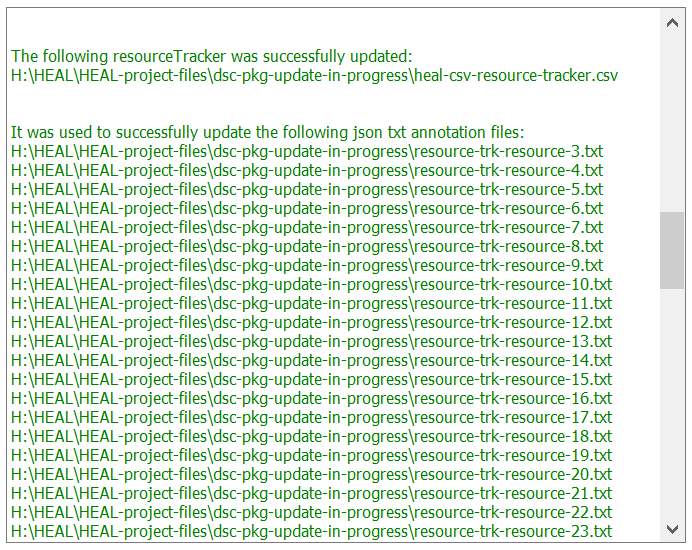 The following resourceTracker was successfully updated:
H:\HEAL\HEAL-project-files\dsc-pkg-update-in-progress\heal-csv-resource-tracker.csv
It was used to successfully update the following json txt annotation files:
H:\HEAL\HEAL-project-files\dsc-pkg-update-in-progress\resource-trk-resource-3.txt
H:\HEAL\HEAL-project-files\dsc-pkg-update-in-progress\resource-trk-resource-4.txt
H:\HEAL\HEAL-project-files\dsc-pkg-update-in-progress\resource-trk-resource-5.txt
H:\HEAL\HEAL-project-files\dsc-pkg-update-in-progress\resource-trk-resource-6.txt
H:\HEAL\HEAL-project-files\dsc-pkg-update-in-progress\resource-trk-resource-7.txt
H:\HEAL\HEAL-project-files\dsc-pkg-update-in-progress\resource-trk-resource-8.txt
H:\HEAL\HEAL-project-files\dsc-pkg-update-in-progress\resource-trk-resource-9.txt
H:\HEAL\HEAL-project-files\dsc-pkg-update-in-progress\resource-trk-resource-10.txt
H:\HEAL\HEAL-project-files\dsc-pkg-update-in-progress\resource-trk-resource-11.txt
H:\HEAL\HEAL-project-files\dsc-pkg-update-in-progress\resource-trk-resource-12.txt
H:\HEAL\HEAL-project-files\dsc-pkg-update-in-progress\resource-trk-resource-13.txt
H:\HEAL\HEAL-project-files\dsc-pkg-update-in-progress\resource-trk-resource-14.txt
H:\HEAL\HEAL-project-files\dsc-pkg-update-in-progress\resource-trk-resource-15.txt
H:\HEAL\HEAL-project-files\dsc-pkg-update-in-progress\resource-trk-resource-16.txt
H:\HEAL\HEAL-project-files\dsc-pkg-update-in-progress\resource-trk-resource-17.txt
H:\HEAL\HEAL-project-files\dsc-pkg-update-in-progress\resource-trk-resource-18.txt
H:\HEAL\HEAL-project-files\dsc-pkg-update-in-progress\resource-trk-resource-19.txt
H:\HEAL\HEAL-project-files\dsc-pkg-update-in-progress\resource-trk-resource-20.txt
H:\HEAL\HEAL-project-files\dsc-pkg-update-in-progress\resource-trk-resource-21.txt
H:\HEAL\HEAL-project-files\dsc-pkg-update-in-progress\resource-trk-resource-22.txt
H:\HEAL\HEAL-project-files\dsc-pkg-update-in-progress\resource-trk-resource-23.txt